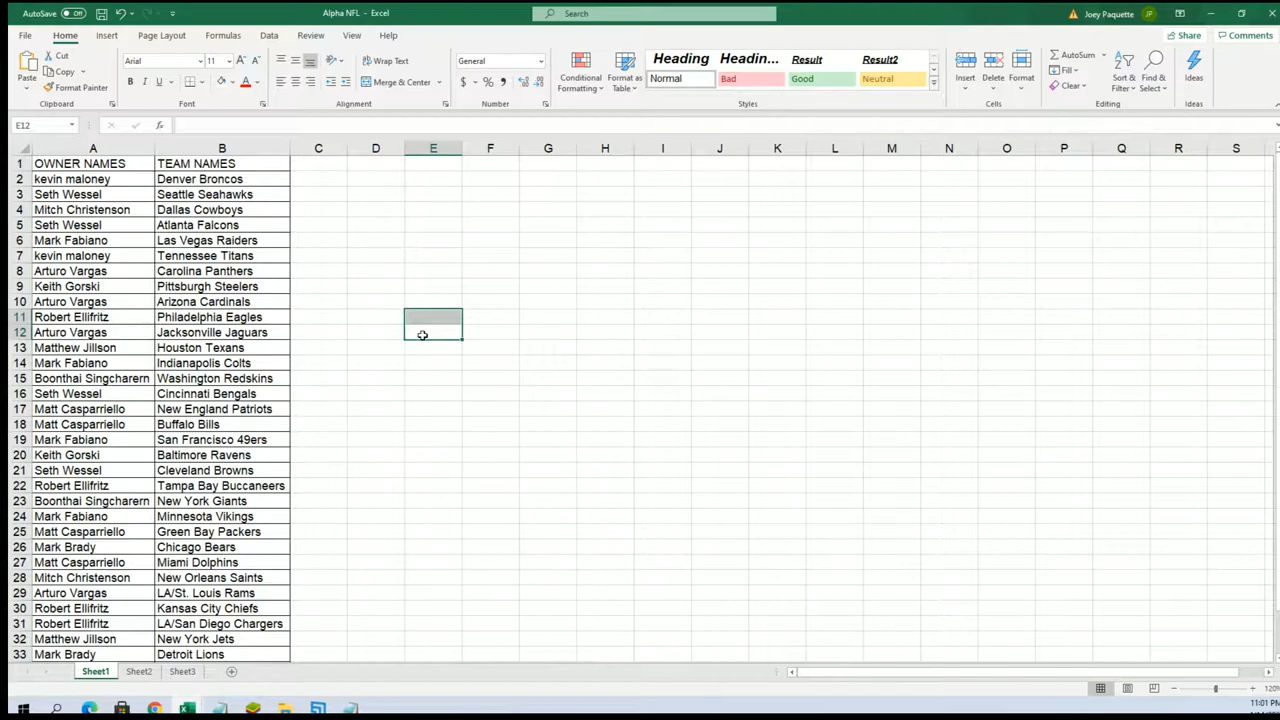 AutoSave Off Alpha NFL - Excel Search Joey Paquette JP
File Home Insert Page Layout Formulas Data Review View Help Share Comments
Paste Cut Copy Format Painter Clipboard
Arial 11 A A B I U A Font
Wrap Text Merge & Center Alignment
General $ % Number
Conditional Formatting Format as Table
Heading Headin... Result Result2
Normal Bad Good Neutral
Styles
Insert Delete Format Cells
AutoSum Fill Clear Sort & Filter Find & Select Editing
Ideas Ideas
E12 fx
A B C D E F G H I J K L M N O P Q R S
1 OWNER NAMES TEAM NAMES
2 kevin maloney Denver Broncos
3 Seth Wessel Seattle Seahawks
4 Mitch Christenson Dallas Cowboys
5 Seth Wessel Atlanta Falcons
6 Mark Fabiano Las Vegas Raiders
7 kevin maloney Tennessee Titans
8 Arturo Vargas Carolina Panthers
9 Keith Gorski Pittsburgh Steelers
10 Arturo Vargas Arizona Cardinals
11 Robert Ellifritz Philadelphia Eagles
12 Arturo Vargas Jacksonville Jaguars
13 Matthew Jillson Houston Texans
14 Mark Fabiano Indianapolis Colts
15 Boonthai Singcharern Washington Redskins
16 Seth Wessel Cincinnati Bengals
17 Matt Casparriello New England Patriots
18 Matt Casparriello Buffalo Bills
19 Mark Fabiano San Francisco 49ers
20 Keith Gorski Baltimore Ravens
21 Seth Wessel Cleveland Browns
22 Robert Ellifritz Tampa Bay Buccaneers
23 Boonthai Singcharern New York Giants
24 Mark Fabiano Minnesota Vikings
25 Matt Casparriello Green Bay Packers
26 Mark Brady Chicago Bears
27 Matt Casparriello Miami Dolphins
28 Mitch Christenson New Orleans Saints
29 Arturo Vargas LA/St. Louis Rams
30 Robert Ellifritz Kansas City Chiefs
31 Robert Ellifritz LA/San Diego Chargers
32 Matthew Jillson New York Jets
33 Mark Brady Detroit Lions
Sheet1 Sheet2 Sheet3
120%
11:01 PM